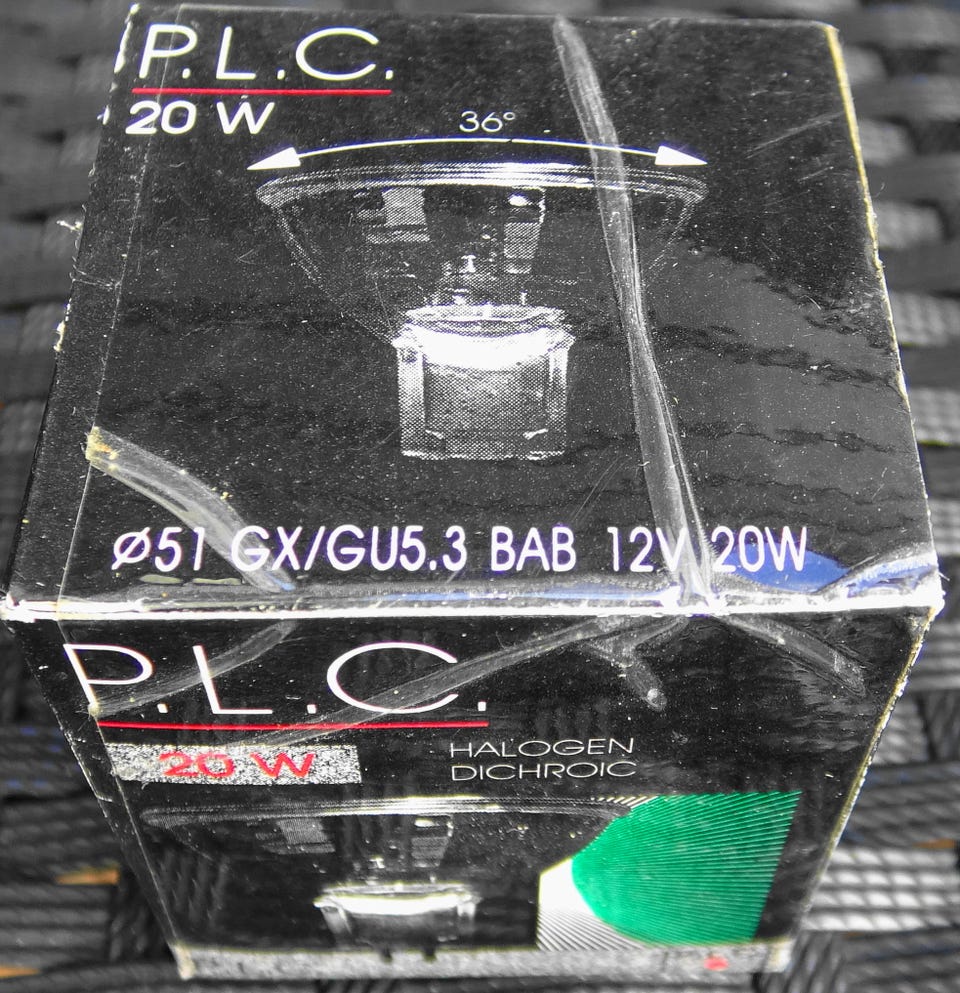 P.L.C.
20 W
36°
ø51 GX/GU5.3 BAB 12V 20W
P.L.C.
20 W
HALOGEN
DICHROIC